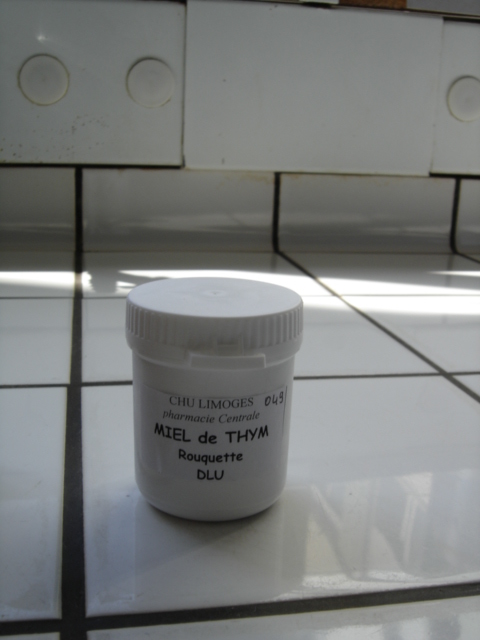 CHU LIMOGES 049
pharmacie Centrale
MIEL de THYM
Rouquette
DLU